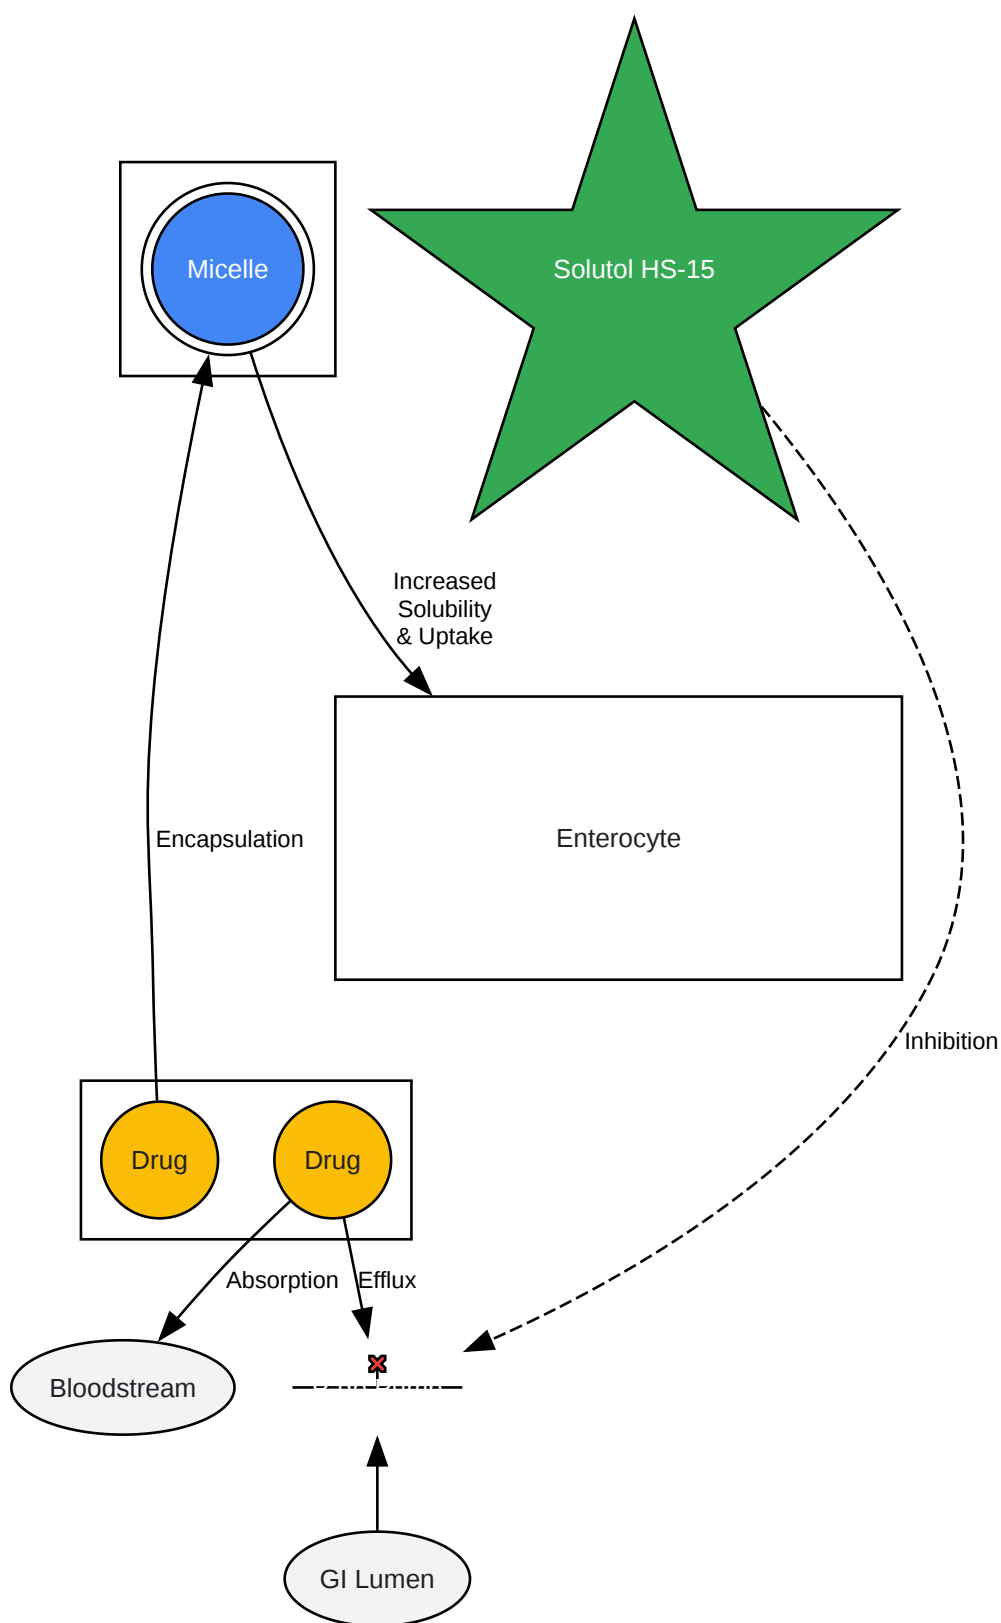 Micelle
Solutol HS-15
Increased
Solubility
& Uptake
Encapsulation
Enterocyte
Inhibition
Drug
Drug
Absorption
Efflux
Bloodstream
GI Lumen